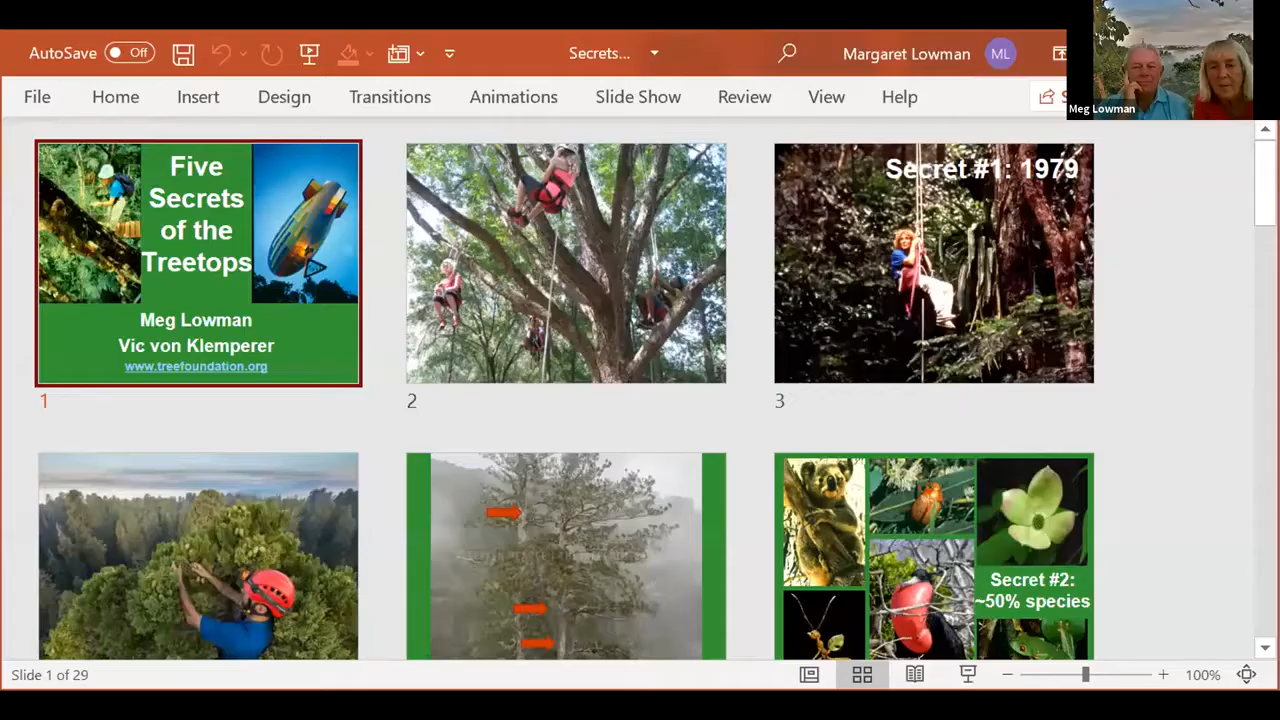 AutoSave Off
Secrets...
Margaret Lowman
ML
Meg Lowman
File Home Insert Design Transitions Animations Slide Show Review View Help
Five
Secrets
of the
Treetops
Meg Lowman
Vic von Klemperer
www.treefoundation.org
1
2
Secret #1: 1979
3
Secret #2:
~50% species
Slide 1 of 29
100%